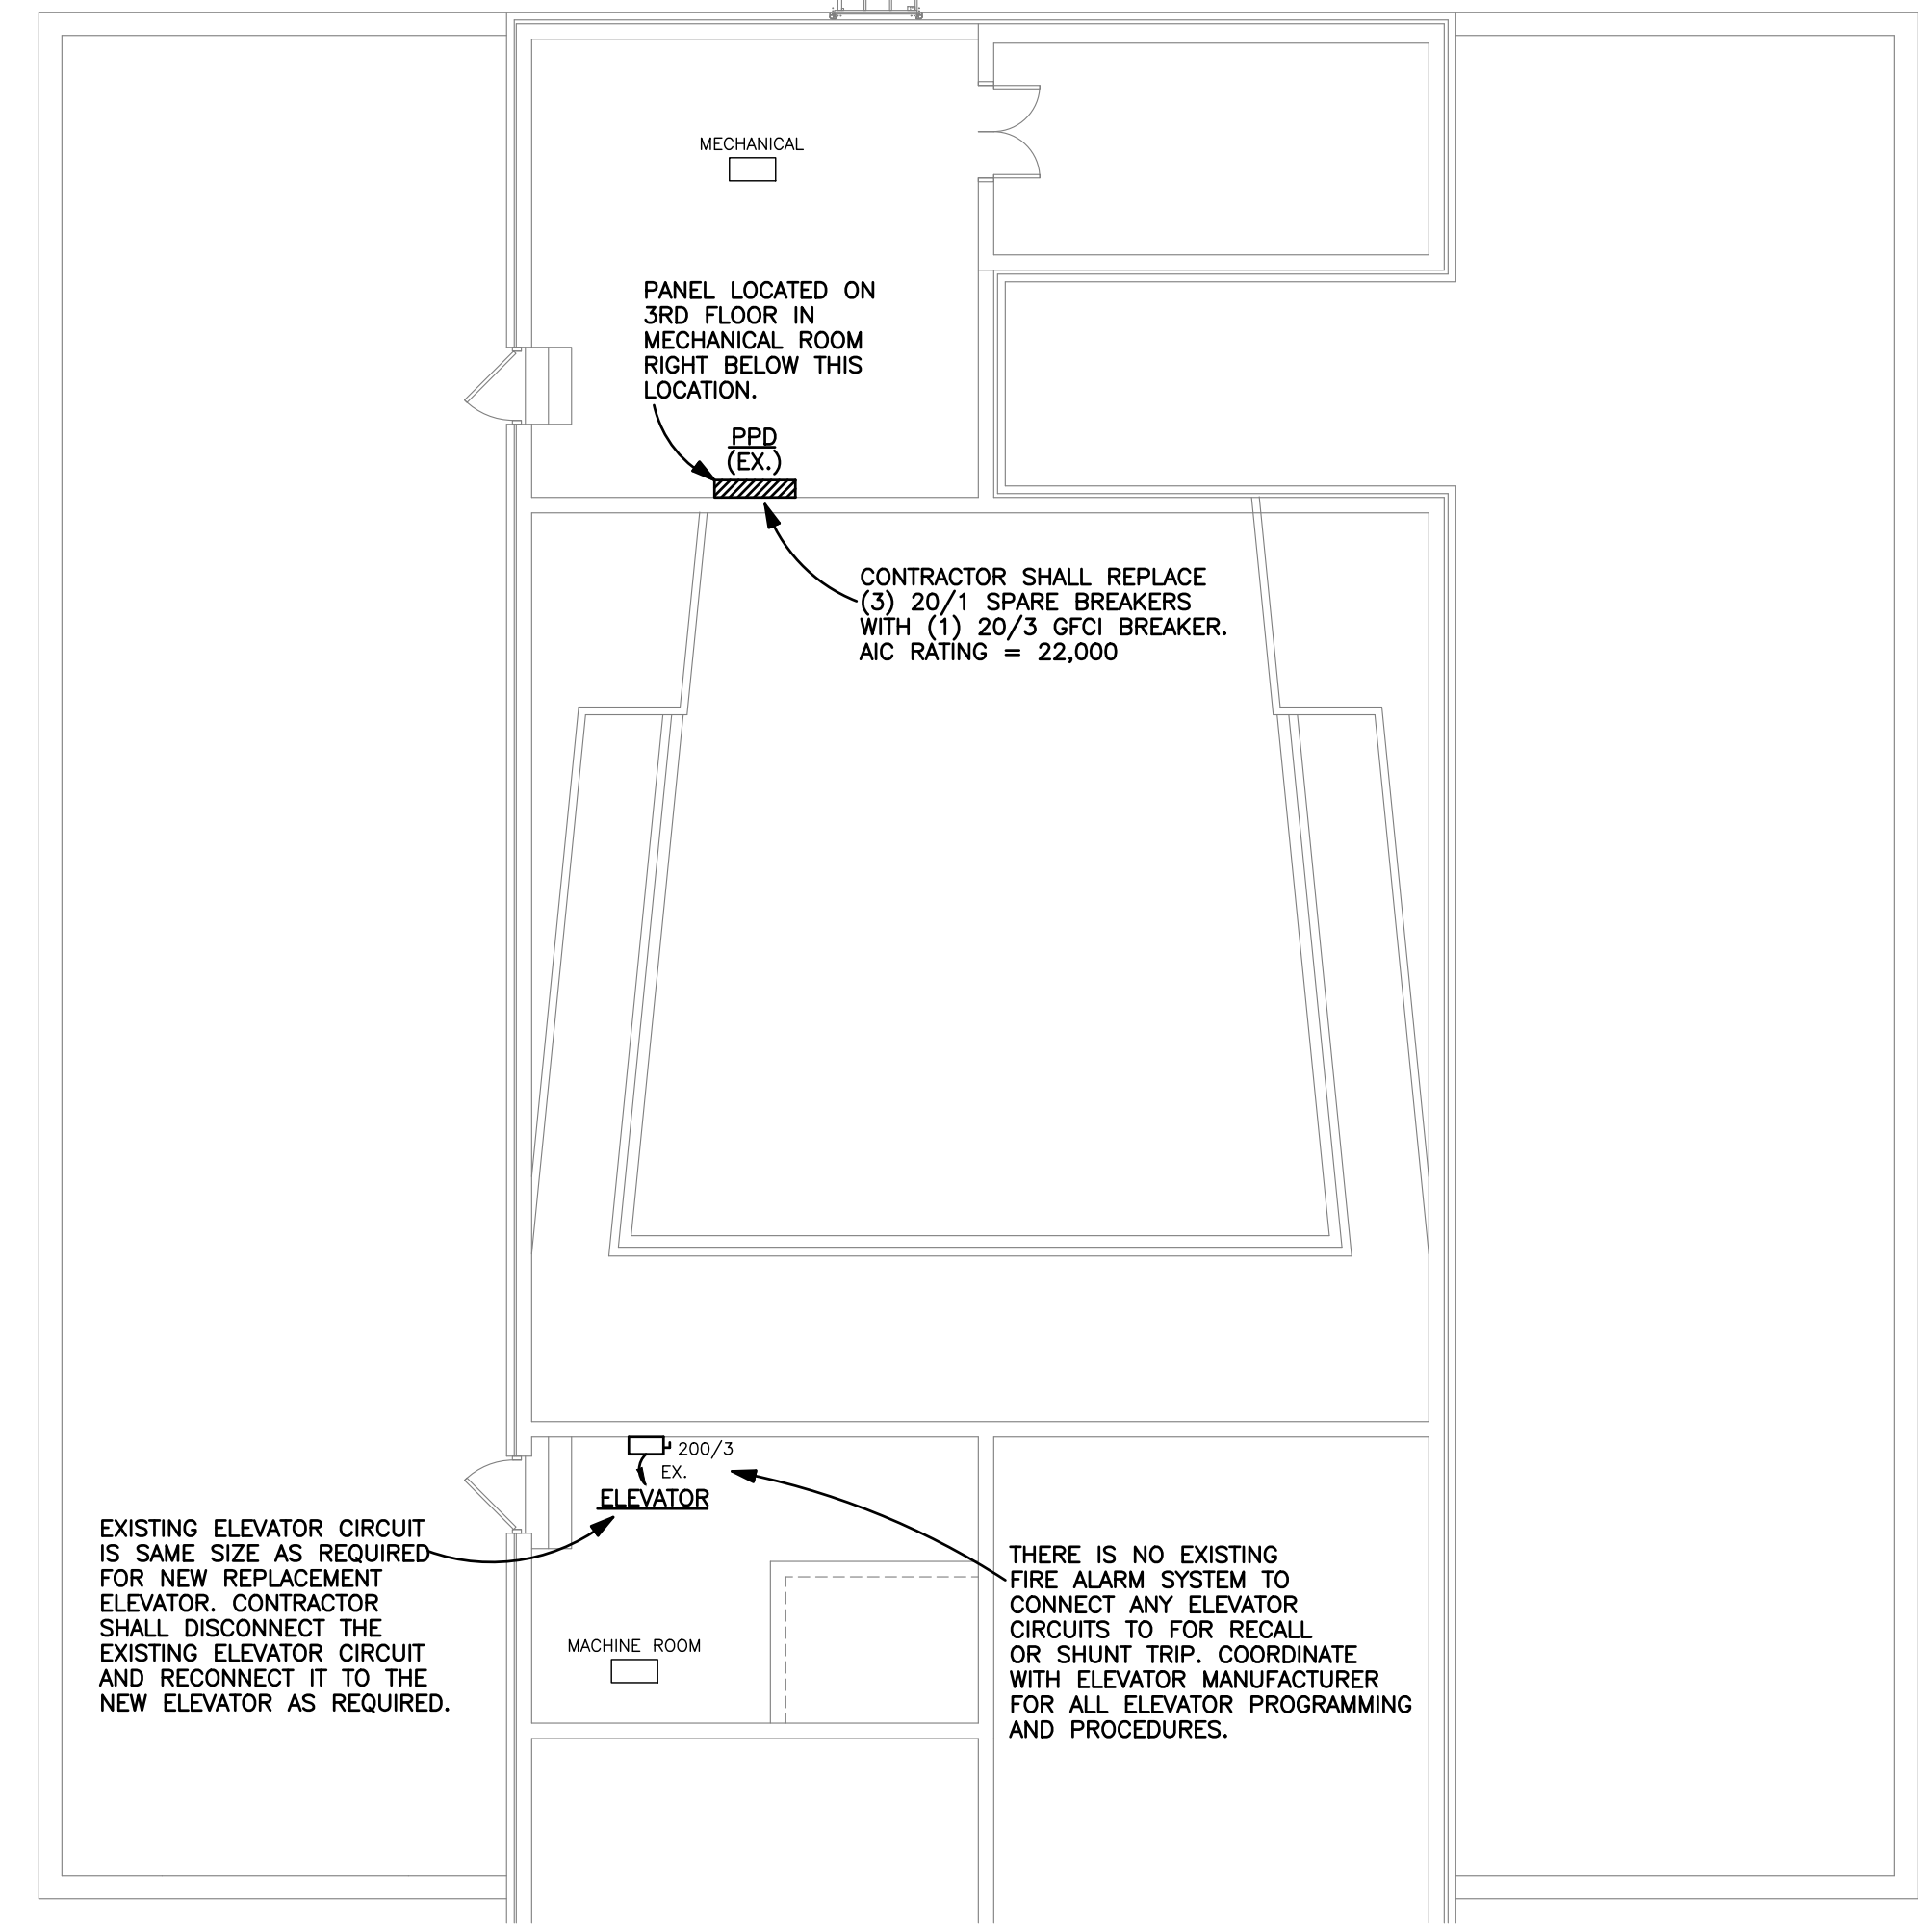 MECHANICAL
PANEL LOCATED ON
3RD FLOOR IN
MECHANICAL ROOM
RIGHT BELOW THIS
LOCATION.
PPD
(EX.)
CONTRACTOR SHALL REPLACE
(3) 20/1 SPARE BREAKERS
WITH (1) 20/3 GFCI BREAKER.
AIC RATING = 22,000
200/3
EX.
ELEVATOR
EXISTING ELEVATOR CIRCUIT
IS SAME SIZE AS REQUIRED
FOR NEW REPLACEMENT
ELEVATOR. CONTRACTOR
SHALL DISCONNECT THE
EXISTING ELEVATOR CIRCUIT
AND RECONNECT IT TO THE
NEW ELEVATOR AS REQUIRED.
THERE IS NO EXISTING
FIRE ALARM SYSTEM TO
CONNECT ANY ELEVATOR
CIRCUITS TO FOR RECALL
OR SHUNT TRIP. COORDINATE
WITH ELEVATOR MANUFACTURER
FOR ALL ELEVATOR PROGRAMMING
AND PROCEDURES.
MACHINE ROOM